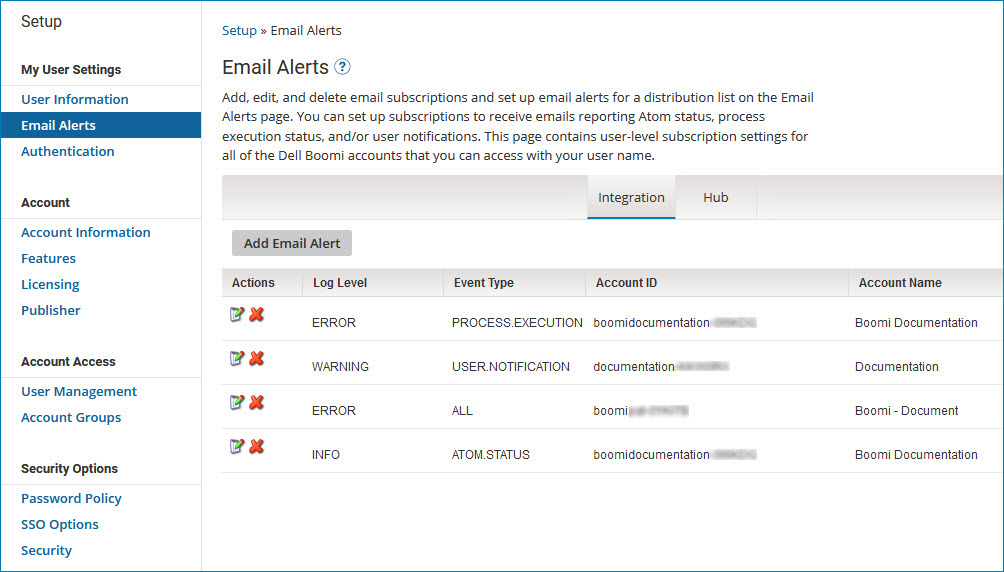 Setup
My User Settings
User Information
Email Alerts
Authentication
Account
Account Information
Features
Licensing
Publisher
Account Access
User Management
Account Groups
Security Options
Password Policy
SSO Options
Security
Setup » Email Alerts
Email Alerts ?
Add, edit, and delete email subscriptions and set up email alerts for a distribution list on the Email
Alerts page. You can set up subscriptions to receive emails reporting Atom status, process
execution status, and/or user notifications. This page contains user-level subscription settings for
all of the Dell Boomi accounts that you can access with your user name.
Integration Hub
Add Email Alert
Actions Log Level Event Type Account ID Account Name
ERROR PROCESS.EXECUTION boomidocumentation Boomi Documentation
WARNING USER.NOTIFICATION documentation Documentation
ERROR ALL boomi Boomi - Document
INFO ATOM.STATUS boomidocumentation Boomi Documentation